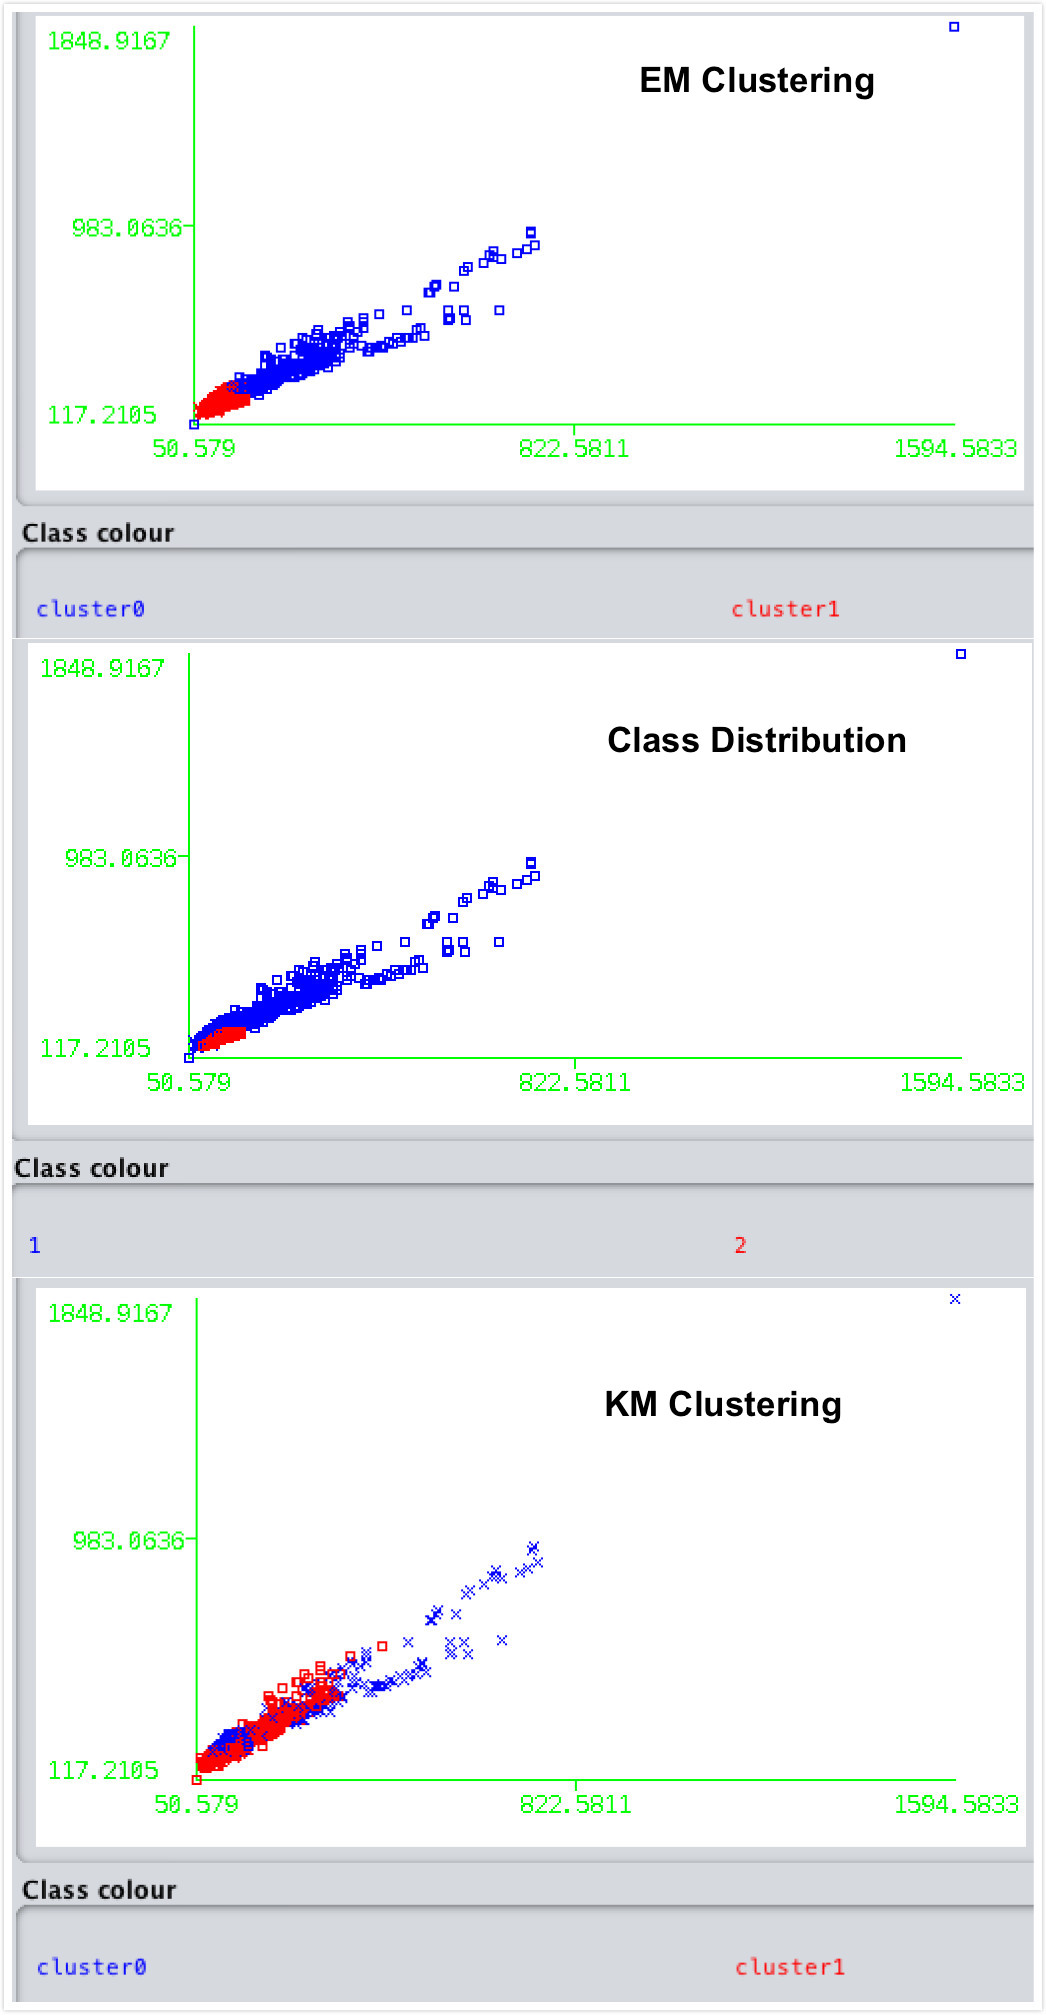 1848.9167
EM Clustering
983.0636
117.2105
50.579 822.5811 1594.5833
Class colour
cluster0 cluster1
1848.9167
Class Distribution
983.0636
117.2105
50.579 822.5811 1594.5833
Class colour
1 2
1848.9167
KM Clustering
983.0636
117.2105
50.579 822.5811 1594.5833
Class colour
cluster0 cluster1